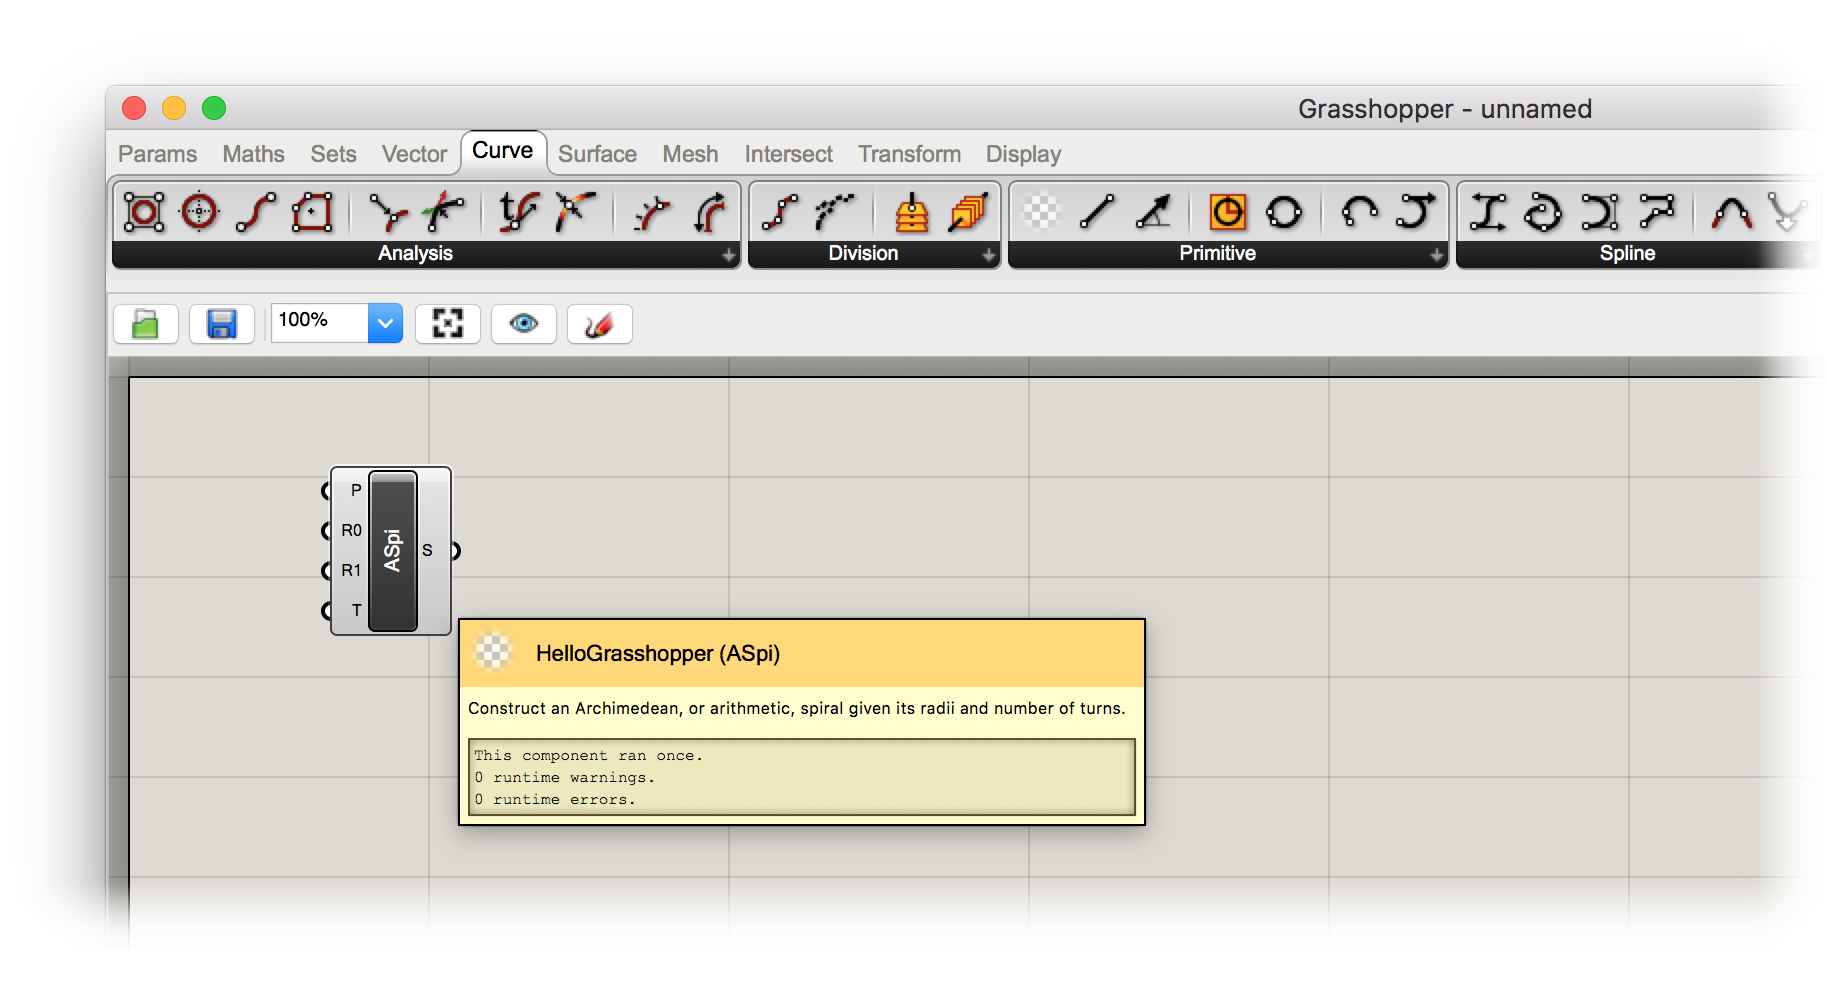 Grasshopper - unnamed
Params Maths Sets Vector Curve Surface Mesh Intersect Transform Display
Analysis Division Primitive Spline
100%
P
R0
R1
T
ASpi
S
HelloGrasshopper (ASpi)
Construct an Archimedean, or arithmetic, spiral given its radii and number of turns.
This component ran once.
0 runtime warnings.
0 runtime errors.